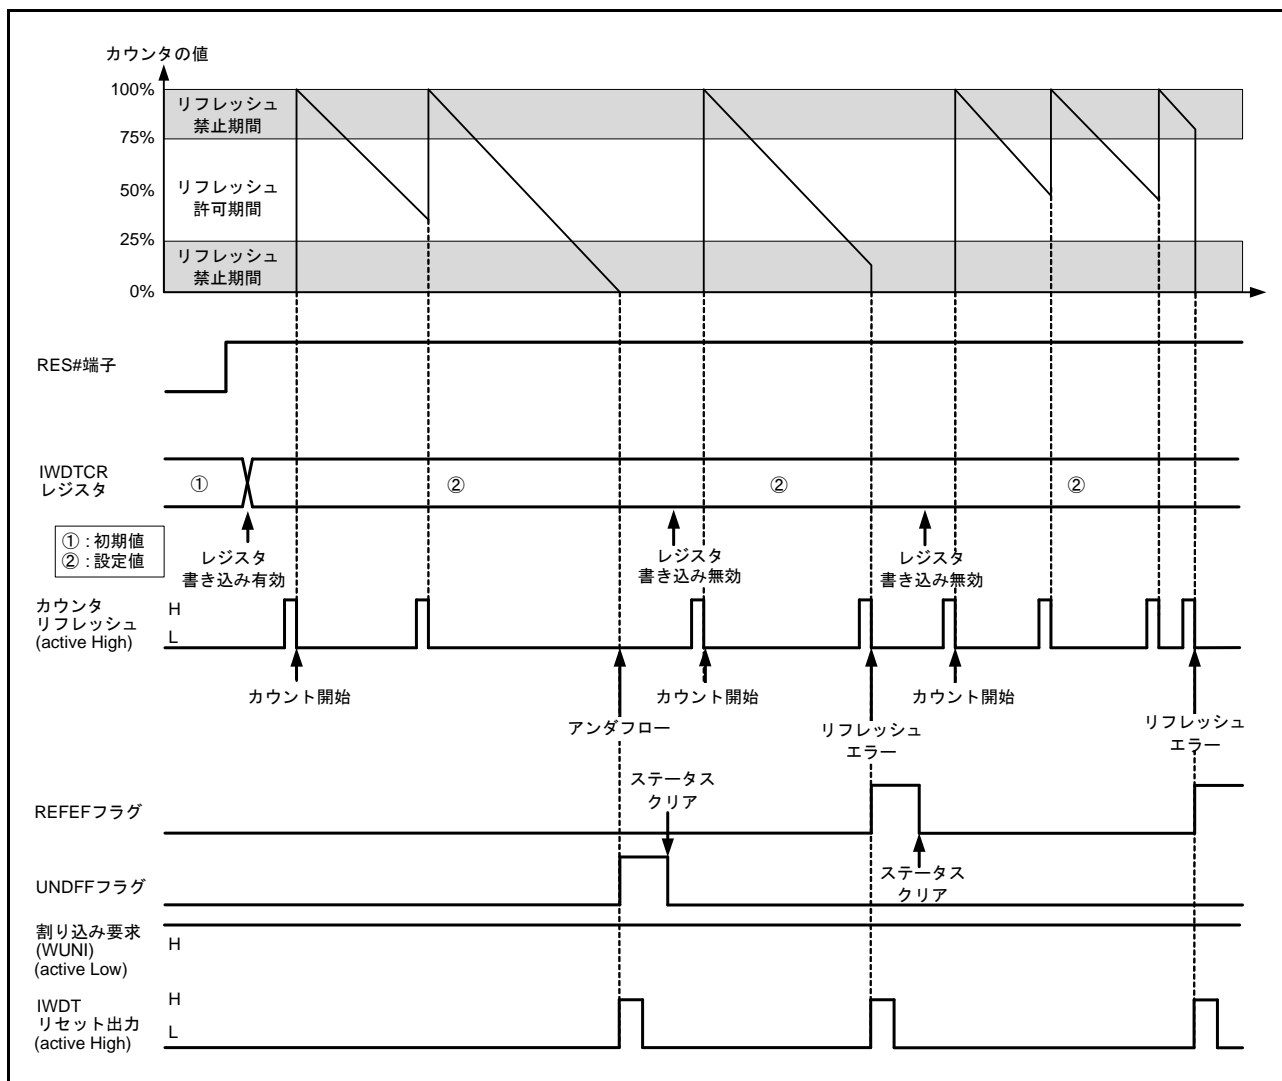 カウンタの値
100%
リフレッシュ
禁止期間
75%
50%
リフレッシュ
許可期間
25%
リフレッシュ
禁止期間
0%
RES#端子
IWDTCR
レジスタ
①
②
②
②
① : 初期値
② : 設定値
レジスタ
書き込み有効
レジスタ
書き込み無効
レジスタ
書き込み無効
カウンタ
リフレッシュ
(active High)
H
L
カウント開始
カウント開始
カウント開始
アンダフロー
リフレッシュ
エラー
リフレッシュ
エラー
ステータス
クリア
REFEFフラグ
ステータス
クリア
UNDFFフラグ
割り込み要求
(WUNI)
(active Low)
H
IWDT
リセット出力
(active High)
H
L